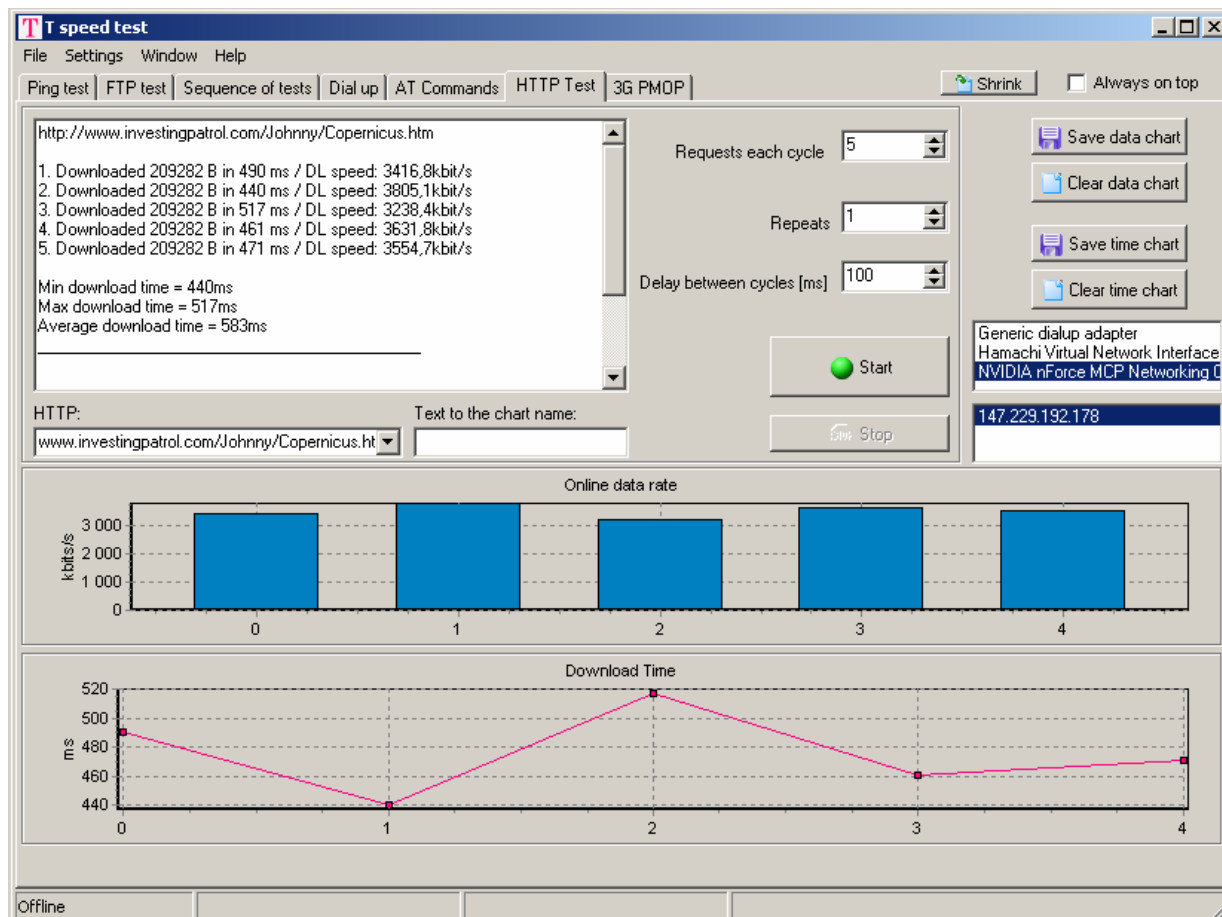 T speed test
File Settings Window Help
Ping test FTP test Sequence of tests Dial up AT Commands HTTP Test 3G PMOP
Shrink Always on top
http://www.investingpatrol.com/Johnny/Copernicus.htm
1. Downloaded 209282 B in 490 ms / DL speed: 3416,8kbit/s
2. Downloaded 209282 B in 440 ms / DL speed: 3805,1kbit/s
3. Downloaded 209282 B in 517 ms / DL speed: 3238,4kbit/s
4. Downloaded 209282 B in 461 ms / DL speed: 3631,8kbit/s
5. Downloaded 209282 B in 471 ms / DL speed: 3554,7kbit/s
Min download time = 440ms
Max download time = 517ms
Average download time = 583ms
HTTP:
www.investingpatrol.com/Johnny/Copernicus.ht
Text to the chart name:
Requests each cycle 5
Repeats 1
Delay between cycles [ms] 100
Start
Stop
Save data chart
Clear data chart
Save time chart
Clear time chart
Generic dialup adapter
Hamachi Virtual Network Interface
NVIDIA nForce MCP Networking C
147.229.192.178
Online data rate
kbits/s
3 000
2 000
1 000
0
0 1 2 3 4
Download Time
ms
520
500
480
460
440
0 1 2 3 4
Offline